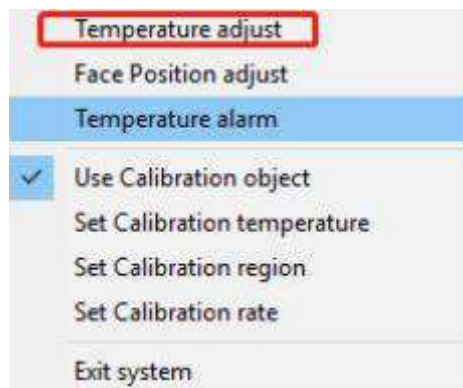 Temperature adjust
Face Position adjust
Temperature alarm
Use Calibration object
Set Calibration temperature
Set Calibration region
Set Calibration rate
Exit system